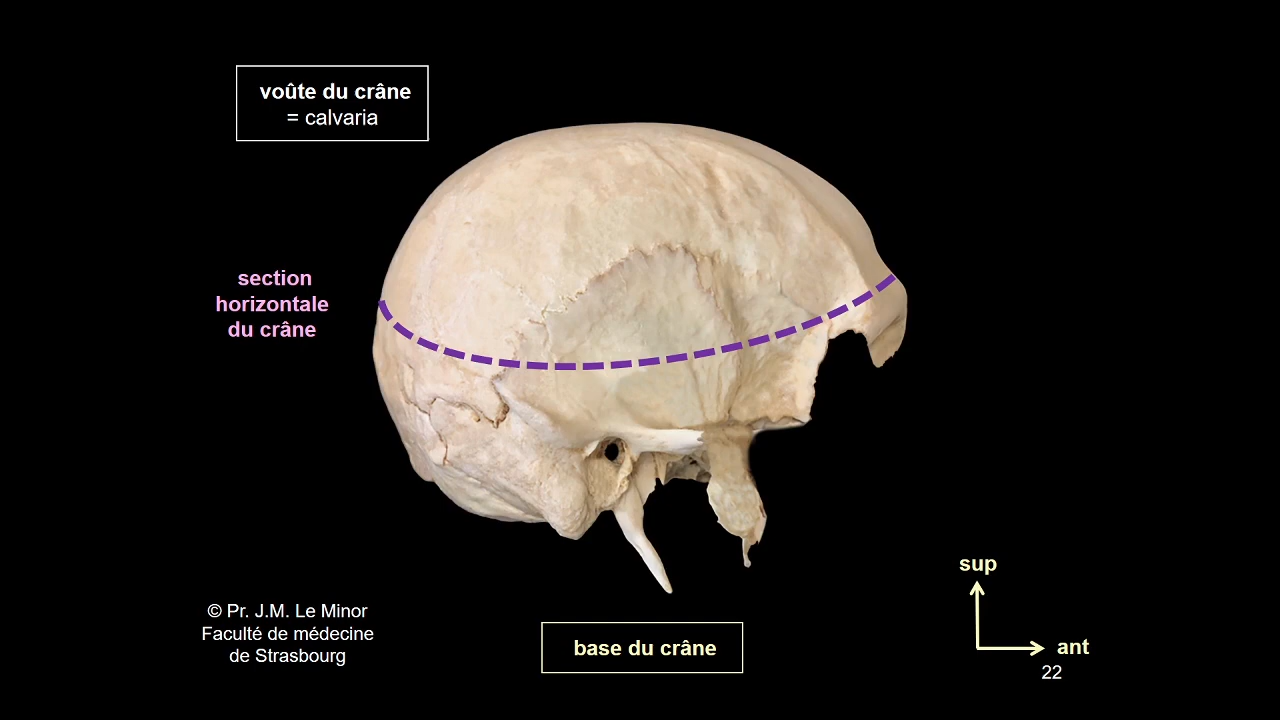 voûte du crâne
= calvaria
section
horizontale
du crâne
© Pr. J.M. Le Minor
Faculté de médecine
de Strasbourg
base du crâne
sup
ant
22